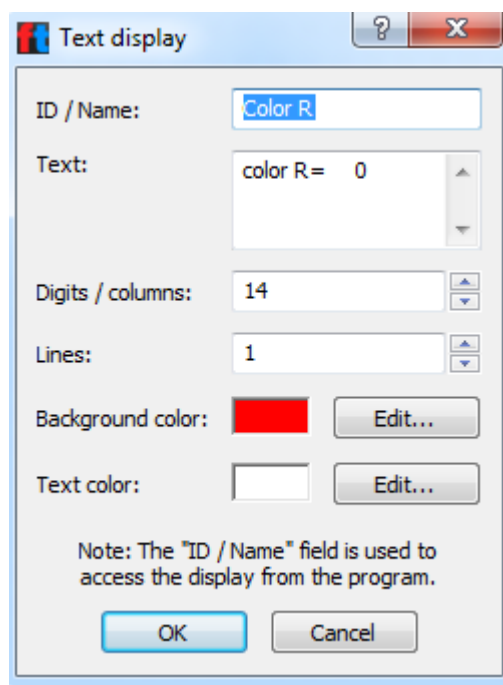 ft Text display
ID / Name: Color R
Text: color R=    0
Digits / columns: 14
Lines: 1
Background color: Edit...
Text color: Edit...
Note: The "ID / Name" field is used to
access the display from the program.
OK Cancel